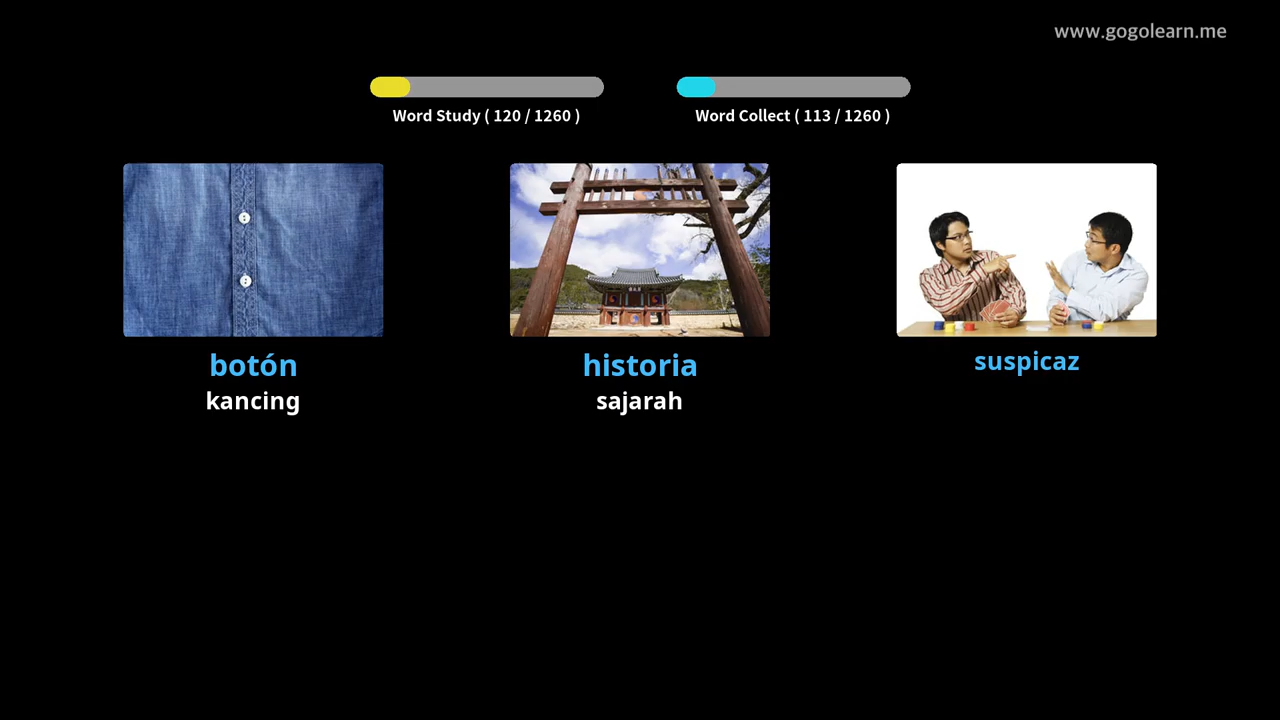 www.gogolearn.me
Word Study ( 120 / 1260 )
Word Collect ( 113 / 1260 )
botón
kancing
historia
sajarah
suspicaz